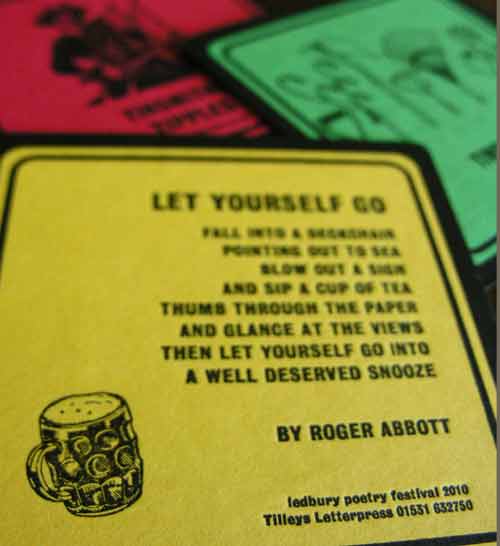 LET YOURSELF GO
FALL INTO A DECKCHAIR
POINTING OUT TO SEA
BLOW OUT A SIGH
AND SIP A CUP OF TEA
THUMB THROUGH THE PAPER
AND GLANCE AT THE VIEWS
THEN LET YOURSELF GO INTO
A WELL DESERVED SNOOZE
BY ROGER ABBOTT
ledbury poetry festival 2010
Tilleys Letterpress 01531 632750